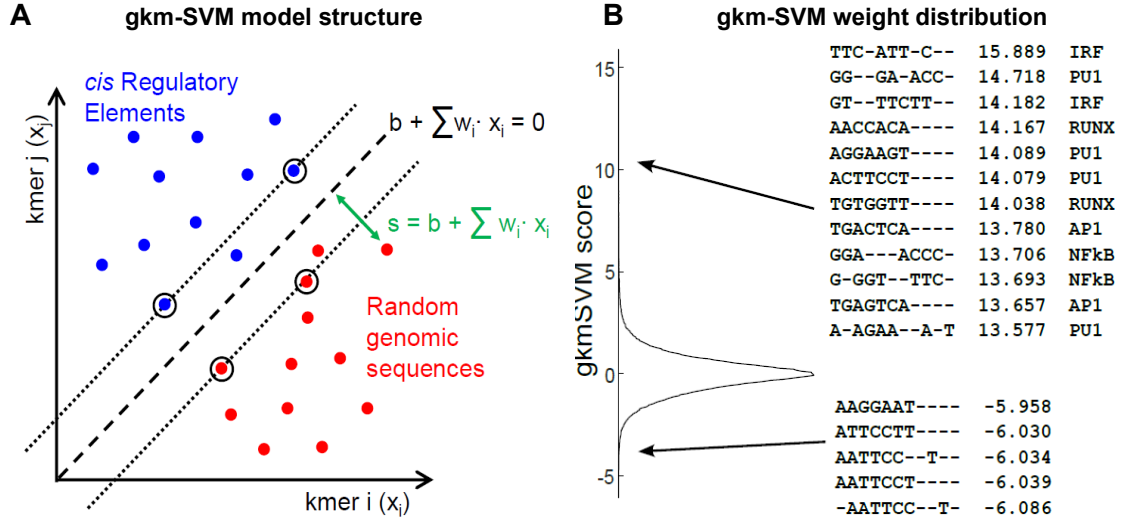 A
gkm-SVM model structure
cis Regulatory
Elements
b + ∑wᵢ· xᵢ = 0
s = b + ∑ wᵢ· xᵢ
Random
genomic
sequences
kmer j (xⱼ)
kmer i (xᵢ)
B
gkm-SVM weight distribution
gkmSVM score
15
10
5
0
-5
TTC-ATT-C-- 15.889 IRF
GG--GA-ACC- 14.718 PU1
GT--TTCTT-- 14.182 IRF
AACCACA---- 14.167 RUNX
AGGAAGT---- 14.089 PU1
ACTTCCT---- 14.079 PU1
TGTGGTT---- 14.038 RUNX
TGACTCA---- 13.780 AP1
GGA---ACCC- 13.706 NFkB
G-GGT--TTC- 13.693 NFkB
TGAGTCA---- 13.657 AP1
A-AGAA--A-T 13.577 PU1
AAGGAAT---- -5.958
ATTCCTT---- -6.030
AATTCC--T-- -6.034
AATTCCT---- -6.039
-AATTCC--T- -6.086